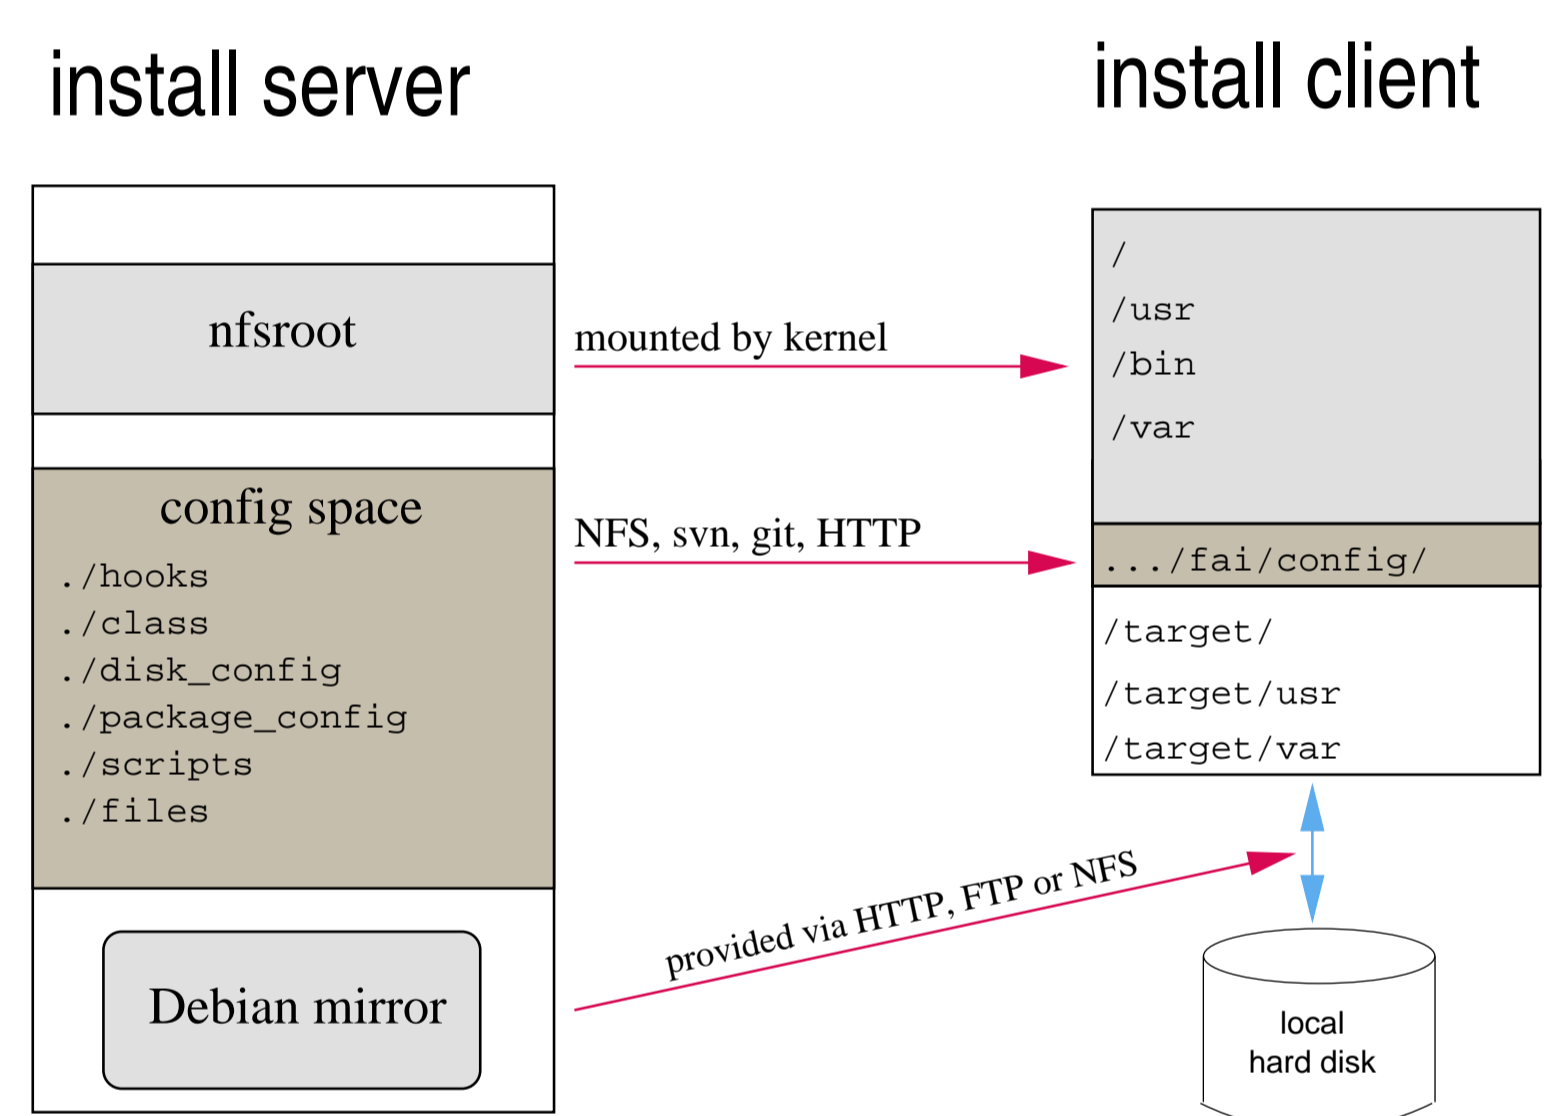 install server
install client
nfsroot
mounted by kernel
/
/usr
/bin
/var
config space
./hooks
./class
./disk_config
./package_config
./scripts
./files
NFS, svn, git, HTTP
.../fai/config/
/target/
/target/usr
/target/var
provided via HTTP, FTP or NFS
Debian mirror
local
hard disk